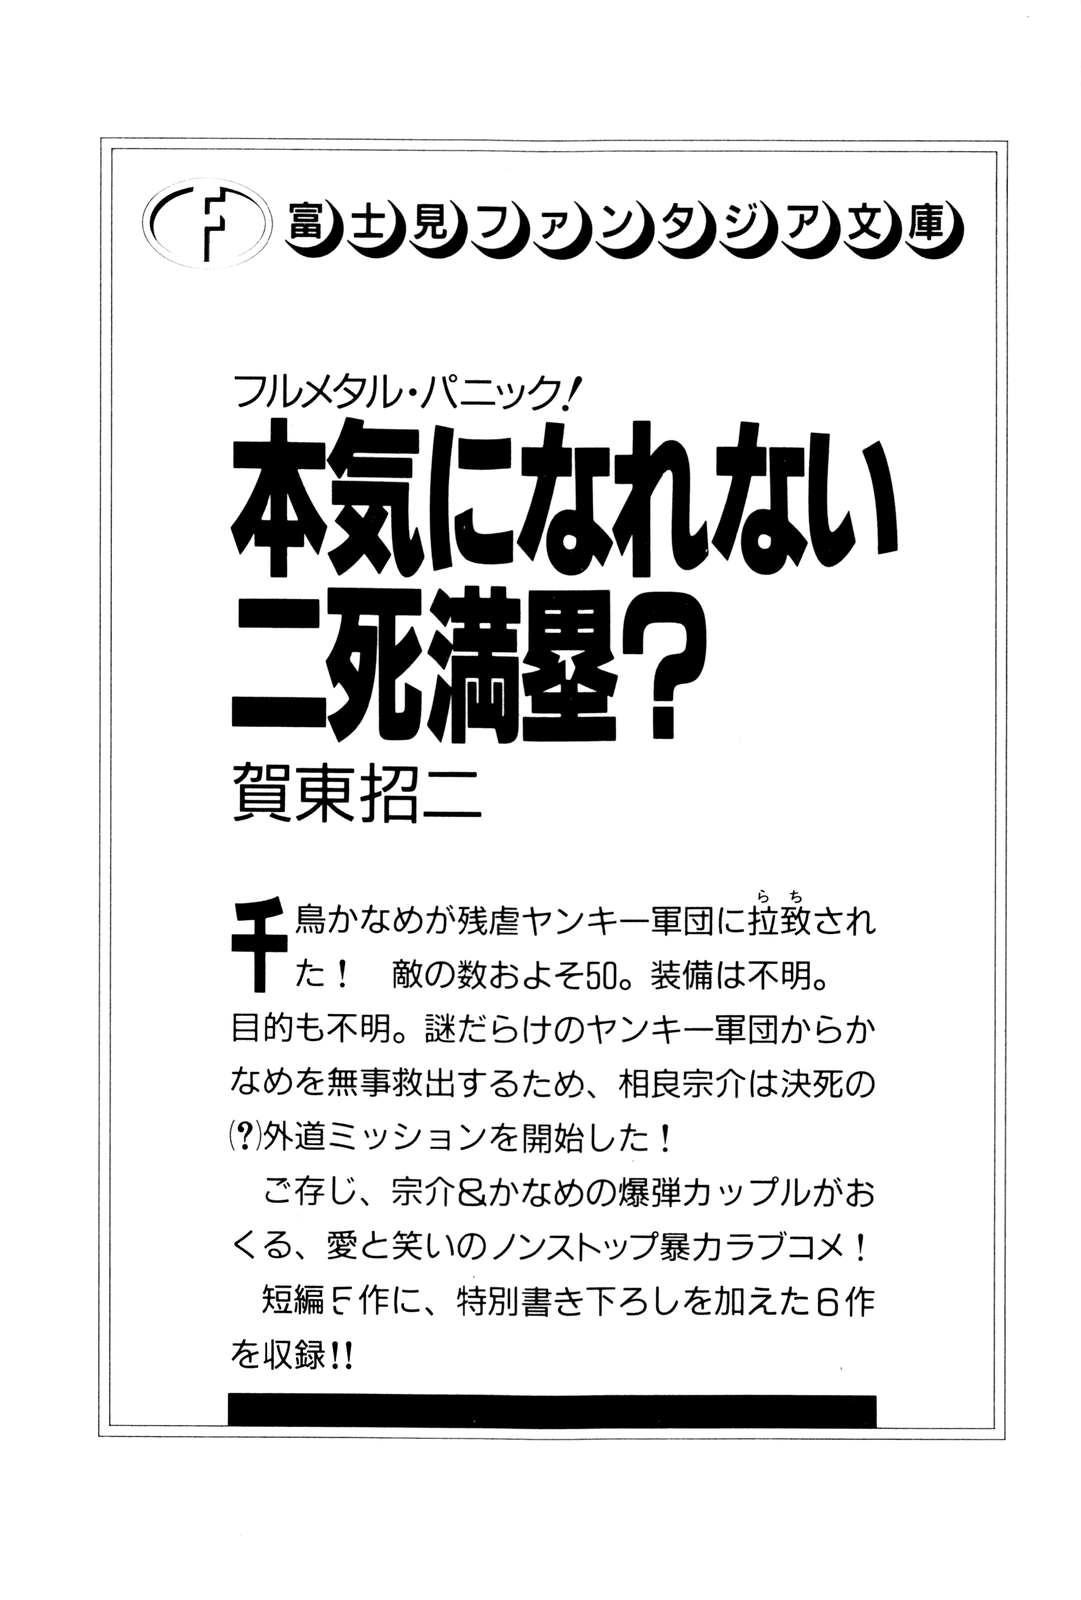 富士見ファンタジア文庫
フルメタル・パニック!
本気になれない
二死満塁?
賀東招二
千鳥かなめが残虐ヤンキー軍団に拉致され
た! 敵の数およそ50。装備は不明。
目的も不明。謎だらけのヤンキー軍団からか
なめを無事救出するため、相良宗介は決死の
(?)外道ミッションを開始した!
ご存じ、宗介&かなめの爆弾カップルがお
くる、愛と笑いのノンストップ暴力ラブコメ!
短編5作に、特別書き下ろしを加えた6作
を収録!!